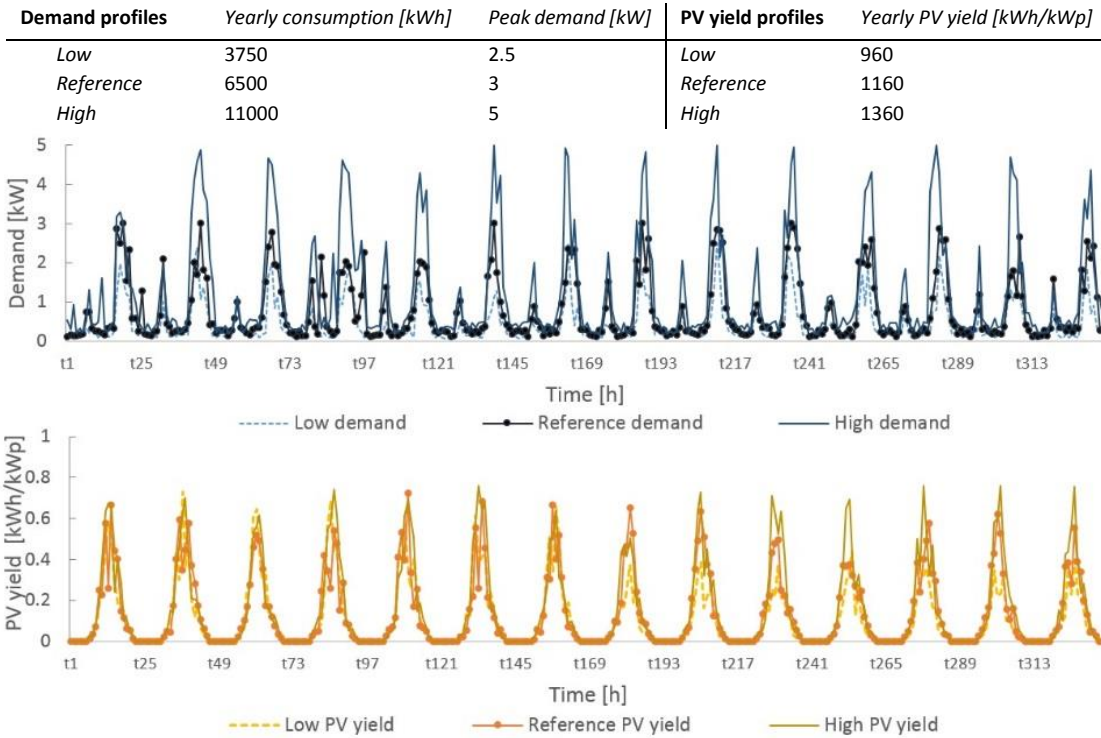 Demand profiles Yearly consumption [kWh] Peak demand [kW] PV yield profiles Yearly PV yield [kWh/kWp]
Low 3750 2.5 Low 960
Reference 6500 3 Reference 1160
High 11000 5 High 1360
Demand [kW]
5
4
3
2
1
0
t1 t25 t49 t73 t97 t121 t145 t169 t193 t217 t241 t265 t289 t313
Time [h]
Low demand Reference demand High demand
PV yield [kWh/kWp]
1
0.8
0.6
0.4
0.2
0
t1 t25 t49 t73 t97 t121 t145 t169 t193 t217 t241 t265 t289 t313
Time [h]
Low PV yield Reference PV yield High PV yield